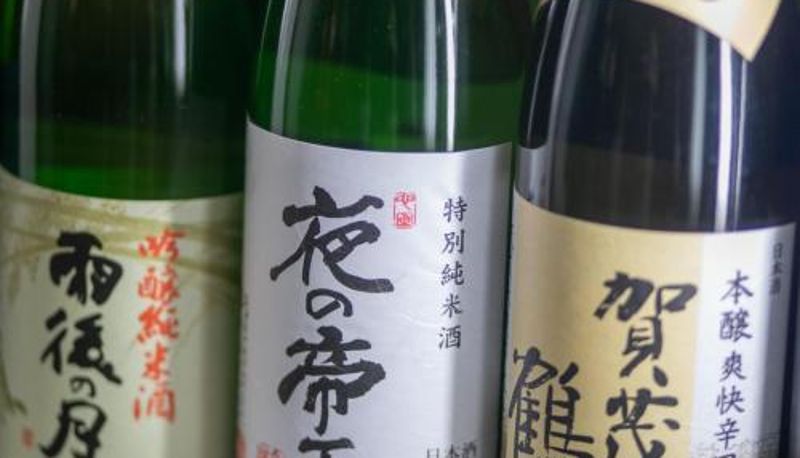 雨後の月
吟醸純米酒
夜の帝王
特別純米酒
日本酒
賀茂
鶴
本醸爽快辛
日本酒